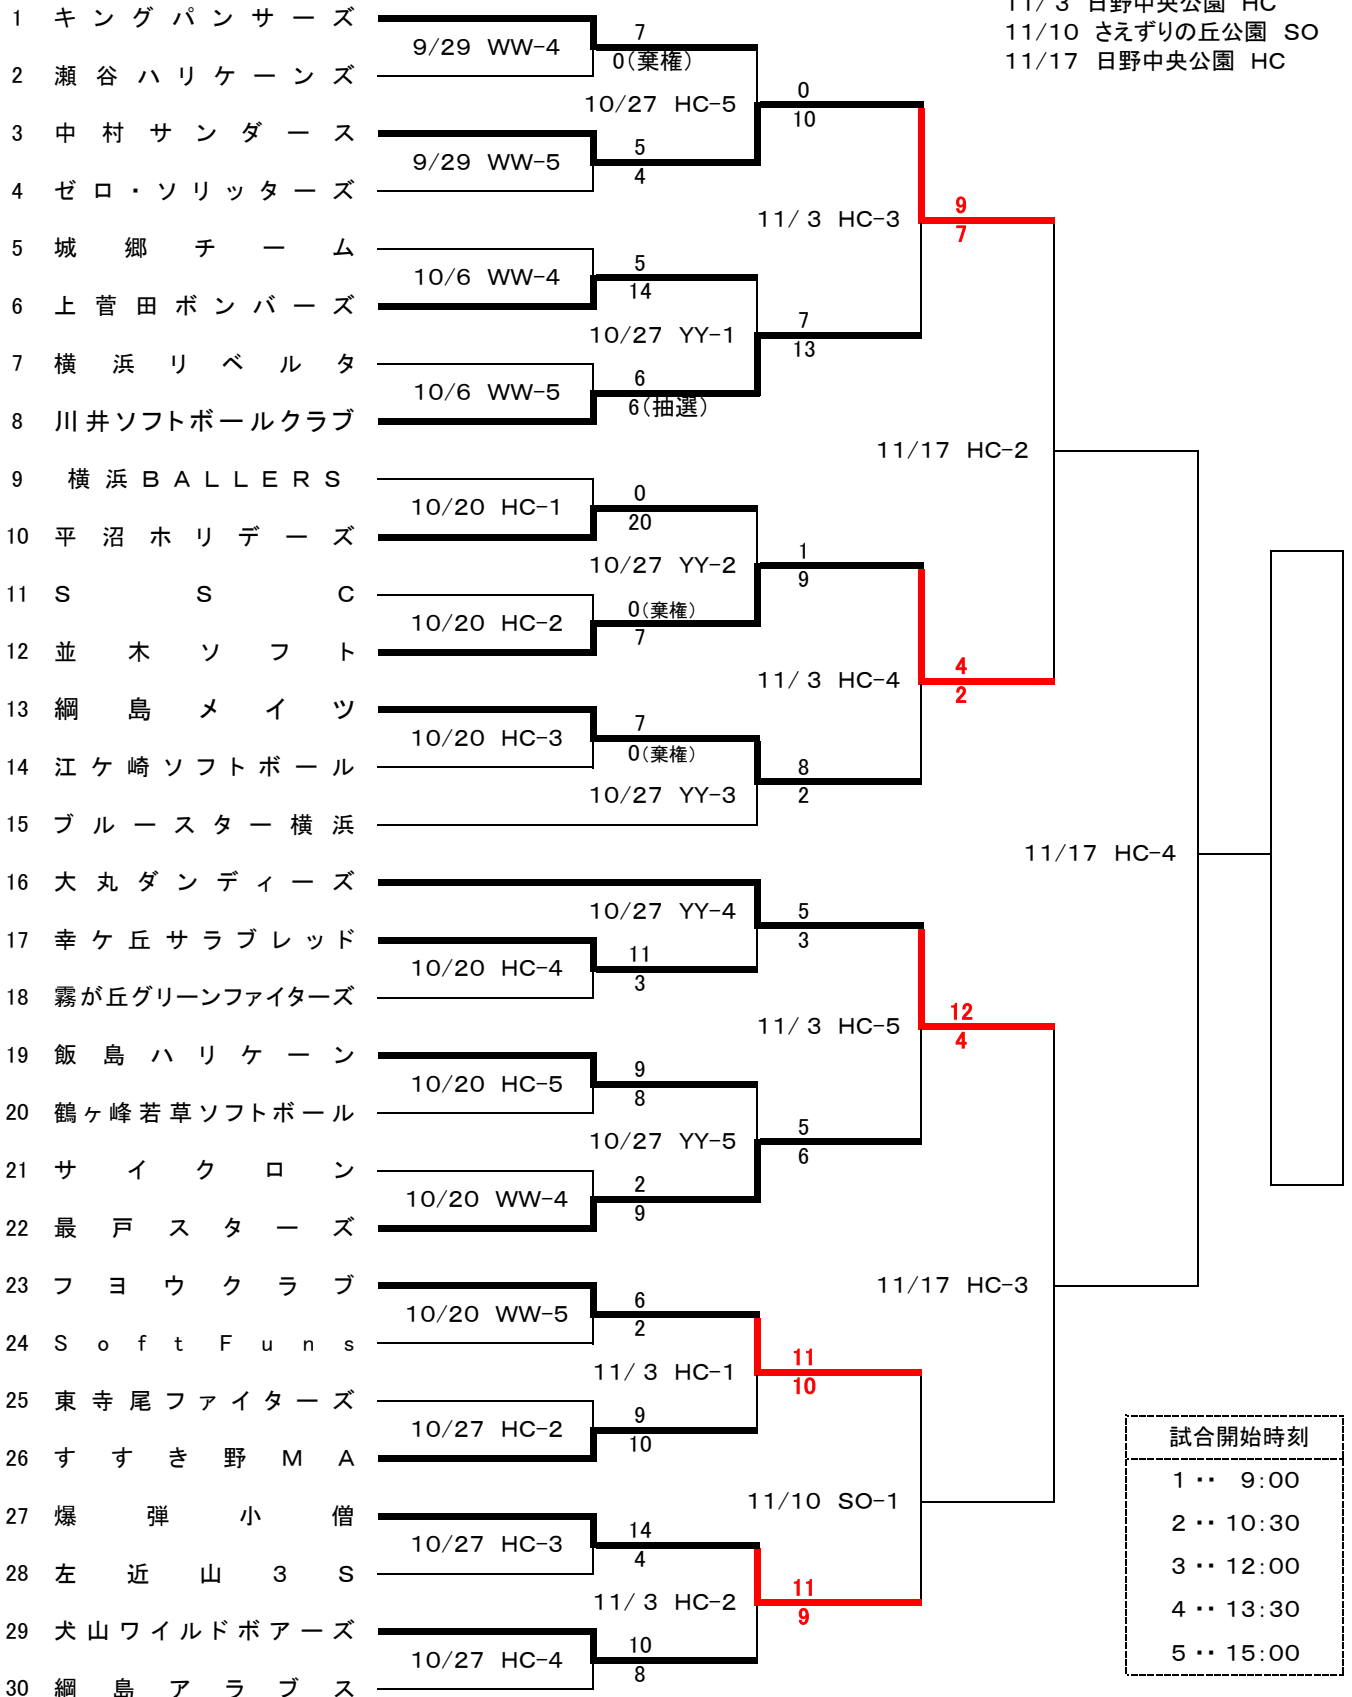 11/ 3 日野中央公園 HC
11/10 さえずりの丘公園 SO
11/17 日野中央公園 HC
1 キングパンサーズ
2 瀬谷ハリケーンズ
3 中村サンダース
4 ゼロ・ソリッターズ
5 城郷チーム
6 上菅田ボンバーズ
7 横浜リベルタ
8 川井ソフトボールクラブ
9 横浜BALLERS
10 平沼ホリデーズ
11 SSC
12 並木ソフト
13 綱島メイツ
14 江ケ崎ソフトボール
15 ブルースター横浜
16 大丸ダンディーズ
17 幸ケ丘サラブレッド
18 霧が丘グリーンファイターズ
19 飯島ハリケーン
20 鶴ヶ峰若草ソフトボール
21 サイクロン
22 最戸スターズ
23 フヨウクラブ
24 Soft Funs
25 東寺尾ファイターズ
26 すすき野MA
27 爆弾小僧
28 左近山3S
29 犬山ワイルドボアーズ
30 綱島アラブス
9/29 WW-4
9/29 WW-5
10/6 WW-4
10/6 WW-5
10/20 HC-1
10/20 HC-2
10/20 HC-3
10/20 HC-4
10/20 HC-5
10/20 WW-4
10/20 WW-5
10/27 HC-2
10/27 HC-3
10/27 HC-4
7
0(棄権)
10/27 HC-5
5
4
5
14
10/27 YY-1
6
6(抽選)
0
20
10/27 YY-2
0(棄権)
7
7
0(棄権)
10/27 YY-3
10/27 YY-4
11
3
9
8
10/27 YY-5
2
9
6
2
11/ 3 HC-1
9
10
14
4
11/ 3 HC-2
10
8
0
10
11/ 3 HC-3
7
13
1
9
11/ 3 HC-4
8
2
5
3
11/ 3 HC-5
5
6
11
10
11/10 SO-1
11
9
9
7
11/17 HC-2
4
2
12
4
11/17 HC-3
11/17 HC-4
試合開始時刻
1 ‥ 9:00
2 ‥ 10:30
3 ‥ 12:00
4 ‥ 13:30
5 ‥ 15:00